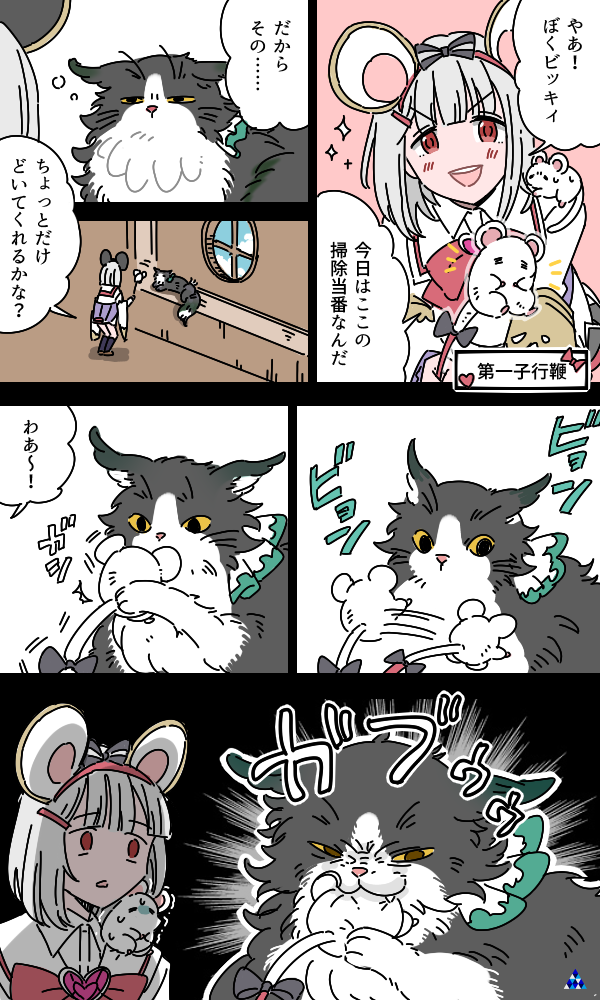 やあ！
ぼくビッキィ
今日はここの
掃除当番なんだ
第一子行鞭
だから
その……
ちょっとだけ
どいてくれるかな？
ビョン
ビョン
わあ～！
ガシ
ガブゥゥ